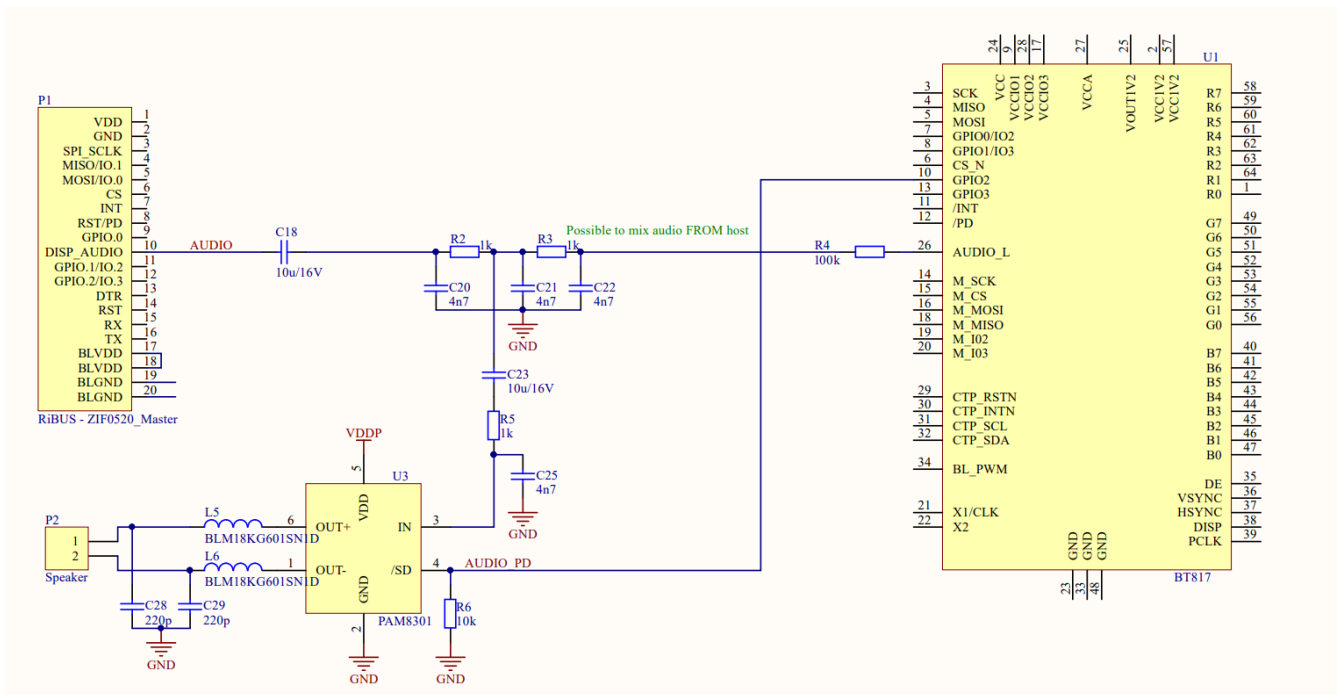 P1
VDD 1
GND 2
SPI_SCLK 3
MISO/IO.1 4
MOSI/IO.0 5
CS 6
INT 7
RST/PD 8
GPIO.0 9
DISP_AUDIO 10
GPIO.1/IO.2 11
GPIO.2/IO.3 12
DTR 13
RST 14
RX 15
TX 16
BLVDD 17
BLVDD 18
BLGND 19
BLGND 20
RiBUS - ZIF0520_Master
AUDIO
C18
10u/16V
R2
1k
R3
1k
Possible to mix audio FROM host
R4
100k
C20
4n7
C21
4n7
C22
4n7
GND
C23
10u/16V
R5
1k
C25
4n7
GND
VDDP
5
U3
VDD
OUT+
OUT-
IN
/SD
GND
6
1
3
4
2
PAM8301
GND
L5
BLM18KG601SN1D
L6
BLM18KG601SN1D
P2
1
2
Speaker
C28
220p
C29
220p
GND
AUDIO_PD
R6
10k
GND
U1
24 VCC
9 VCCIO1
28 VCCIO2
17 VCCIO3
27 VCCA
25 VOUT1V2
2 VCC1V2
57 VCC1V2
3 SCK
4 MISO
5 MOSI
7 GPIO0/IO2
8 GPIO1/IO3
6 CS_N
10 GPIO2
13 GPIO3
11 /INT
12 /PD
26 AUDIO_L
14 M_SCK
15 M_CS
16 M_MOSI
18 M_MISO
19 M_I02
20 M_I03
29 CTP_RSTN
30 CTP_INTN
31 CTP_SCL
32 CTP_SDA
34 BL_PWM
21 X1/CLK
22 X2
R7 58
R6 59
R5 60
R4 61
R3 62
R2 63
R1 64
R0 1
G7 49
G6 50
G5 51
G4 52
G3 53
G2 54
G1 55
G0 56
B7 40
B6 41
B5 42
B4 43
B3 44
B2 45
B1 46
B0 47
DE 35
VSYNC 36
HSYNC 37
DISP 38
PCLK 39
GND 23
GND 33
GND 48
BT817